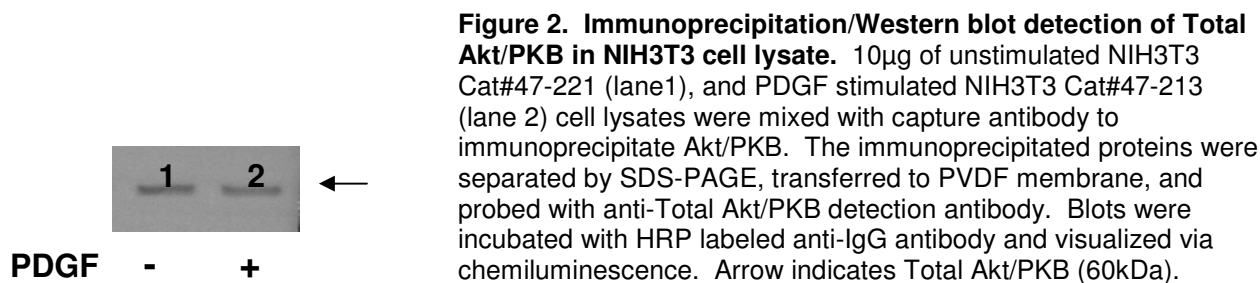 1 2
PDGF - +
Figure 2. Immunoprecipitation/Western blot detection of Total
Akt/PKB in NIH3T3 cell lysate. 10µg of unstimulated NIH3T3
Cat#47-221 (lane1), and PDGF stimulated NIH3T3 Cat#47-213
(lane 2) cell lysates were mixed with capture antibody to
immunoprecipitate Akt/PKB. The immunoprecipitated proteins were
separated by SDS-PAGE, transferred to PVDF membrane, and
probed with anti-Total Akt/PKB detection antibody. Blots were
incubated with HRP labeled anti-IgG antibody and visualized via
chemiluminescence. Arrow indicates Total Akt/PKB (60kDa).